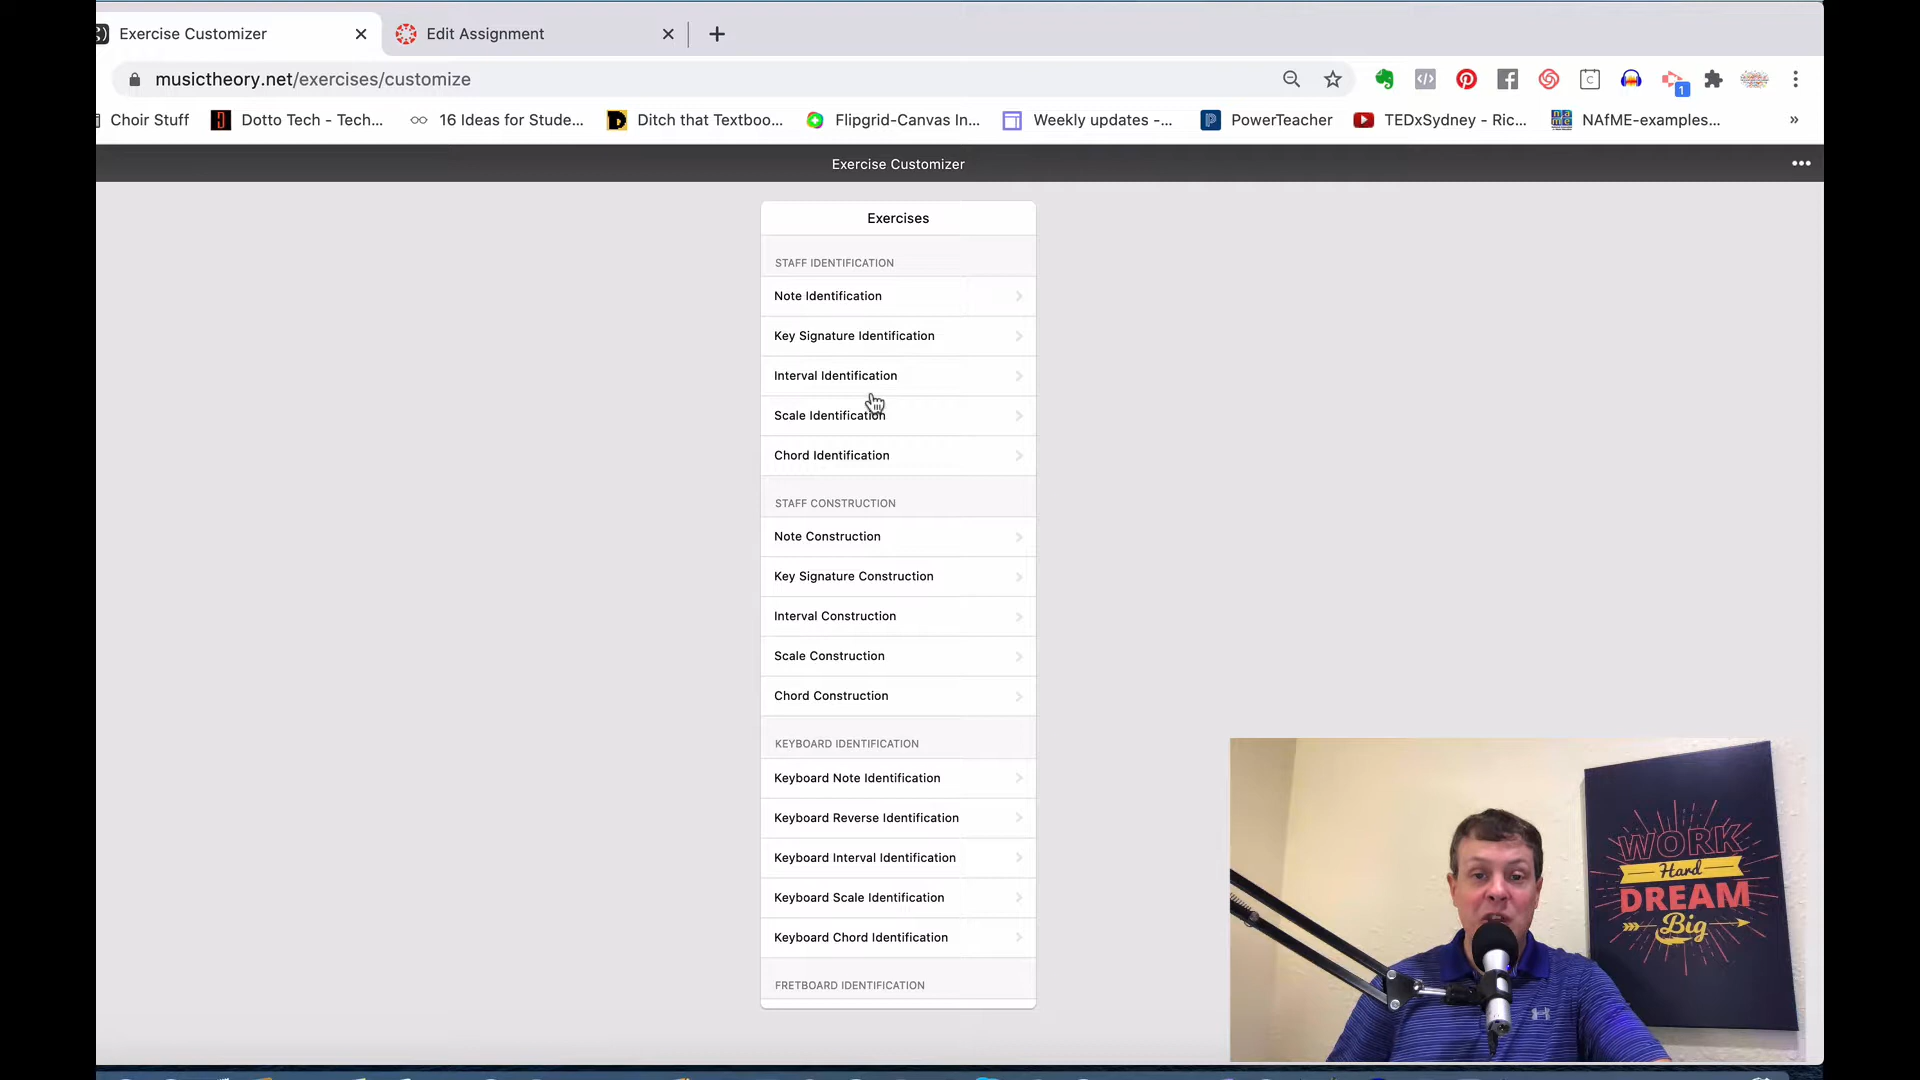 Exercise Customizer
Edit Assignment
musictheory.net/exercises/customize
1
Choir Stuff
Dotto Tech - Tech...
16 Ideas for Stude...
Ditch that Textboo...
Flipgrid-Canvas In...
Weekly updates -...
PowerTeacher
TEDxSydney - Ric...
NAfME-examples...
»
Exercise Customizer
Exercises
STAFF IDENTIFICATION
Note Identification
Key Signature Identification
Interval Identification
Scale Identification
Chord Identification
STAFF CONSTRUCTION
Note Construction
Key Signature Construction
Interval Construction
Scale Construction
Chord Construction
KEYBOARD IDENTIFICATION
Keyboard Note Identification
Keyboard Reverse Identification
Keyboard Interval Identification
Keyboard Scale Identification
Keyboard Chord Identification
FRETBOARD IDENTIFICATION
WORK
Hard
DREAM
Big